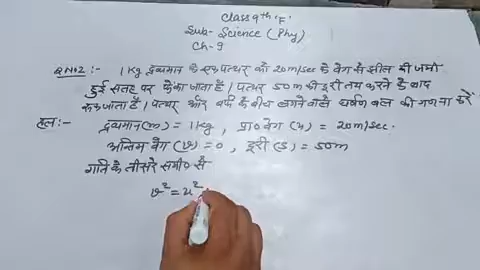 Class 9th 'F'
Sub- Science (Phy)
Ch-9
Q.No2:- 1 Kg द्रव्यमान के एक पत्थर को 20m/sec के वेग से झील की जमी
हुई सतह पर फेंका जाता है। पत्थर 50m की दूरी तय करने के बाद
रुक जाता है। पत्थर और बर्फ के बीच लगने वाले घर्षण बल की गणना करें
हल:- द्रव्यमान(m) = 1Kg, प्रा० वेग (u) = 20m/sec.
अन्तिम वेग (v) = 0, दूरी (s) = 50m
गति के तीसरे समी० से
v² = u²